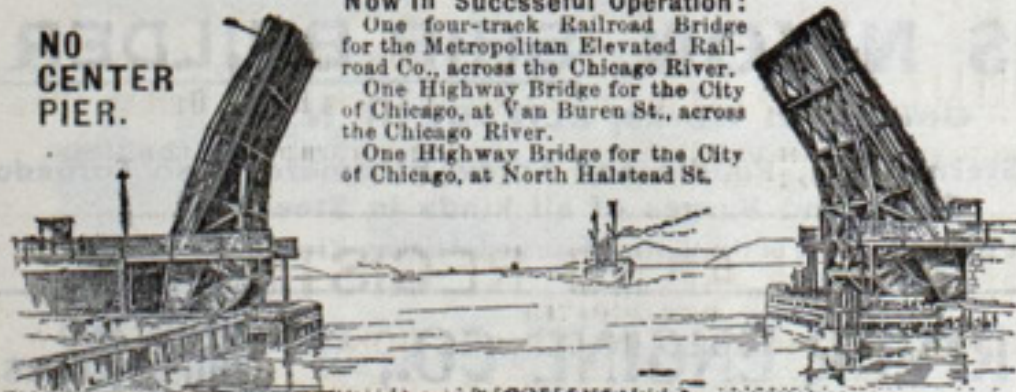 NO
CENTER
PIER.
Now in Succsseful Operation:
One four-track Railroad Bridge
for the Metropolitan Elevated Rail-
road Co., across the Chicago River.
One Highway Bridge for the City
of Chicago, at Van Buren St., across
the Chicago River.
One Highway Bridge for the City
of Chicago, at North Halstead St.